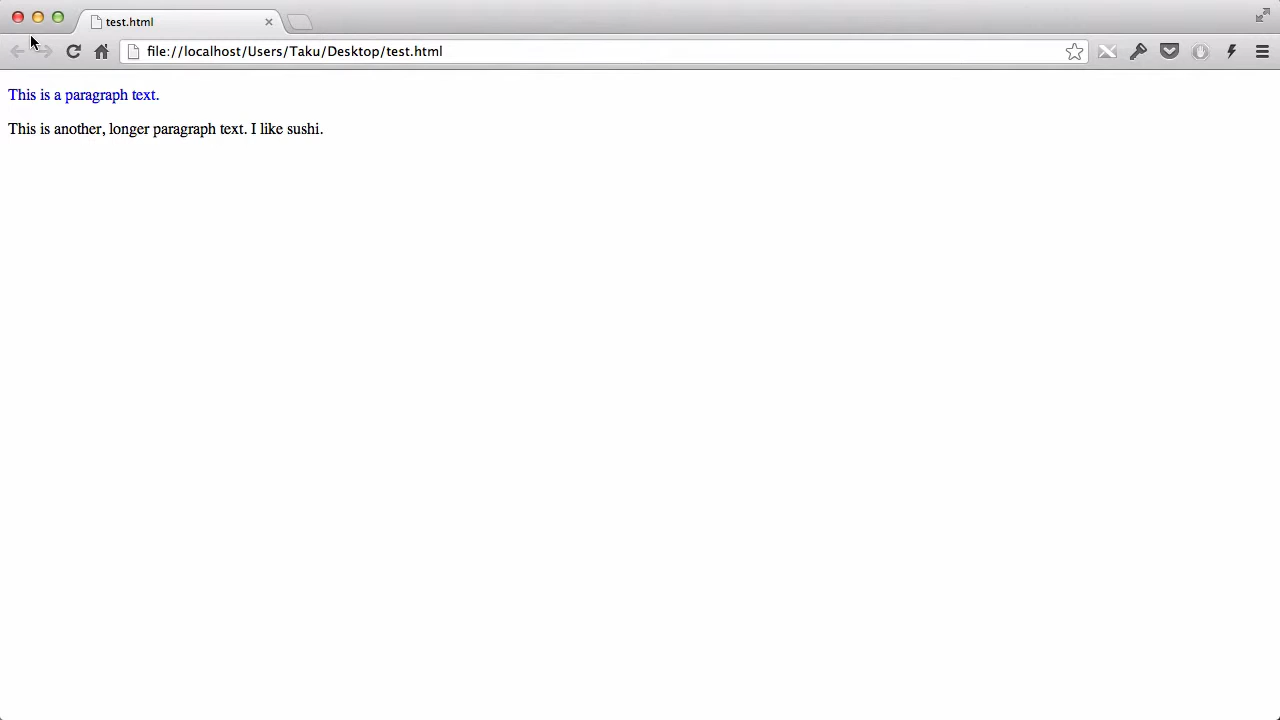 test.html
file://localhost/Users/Taku/Desktop/test.html
This is a paragraph text.
This is another, longer paragraph text. I like sushi.